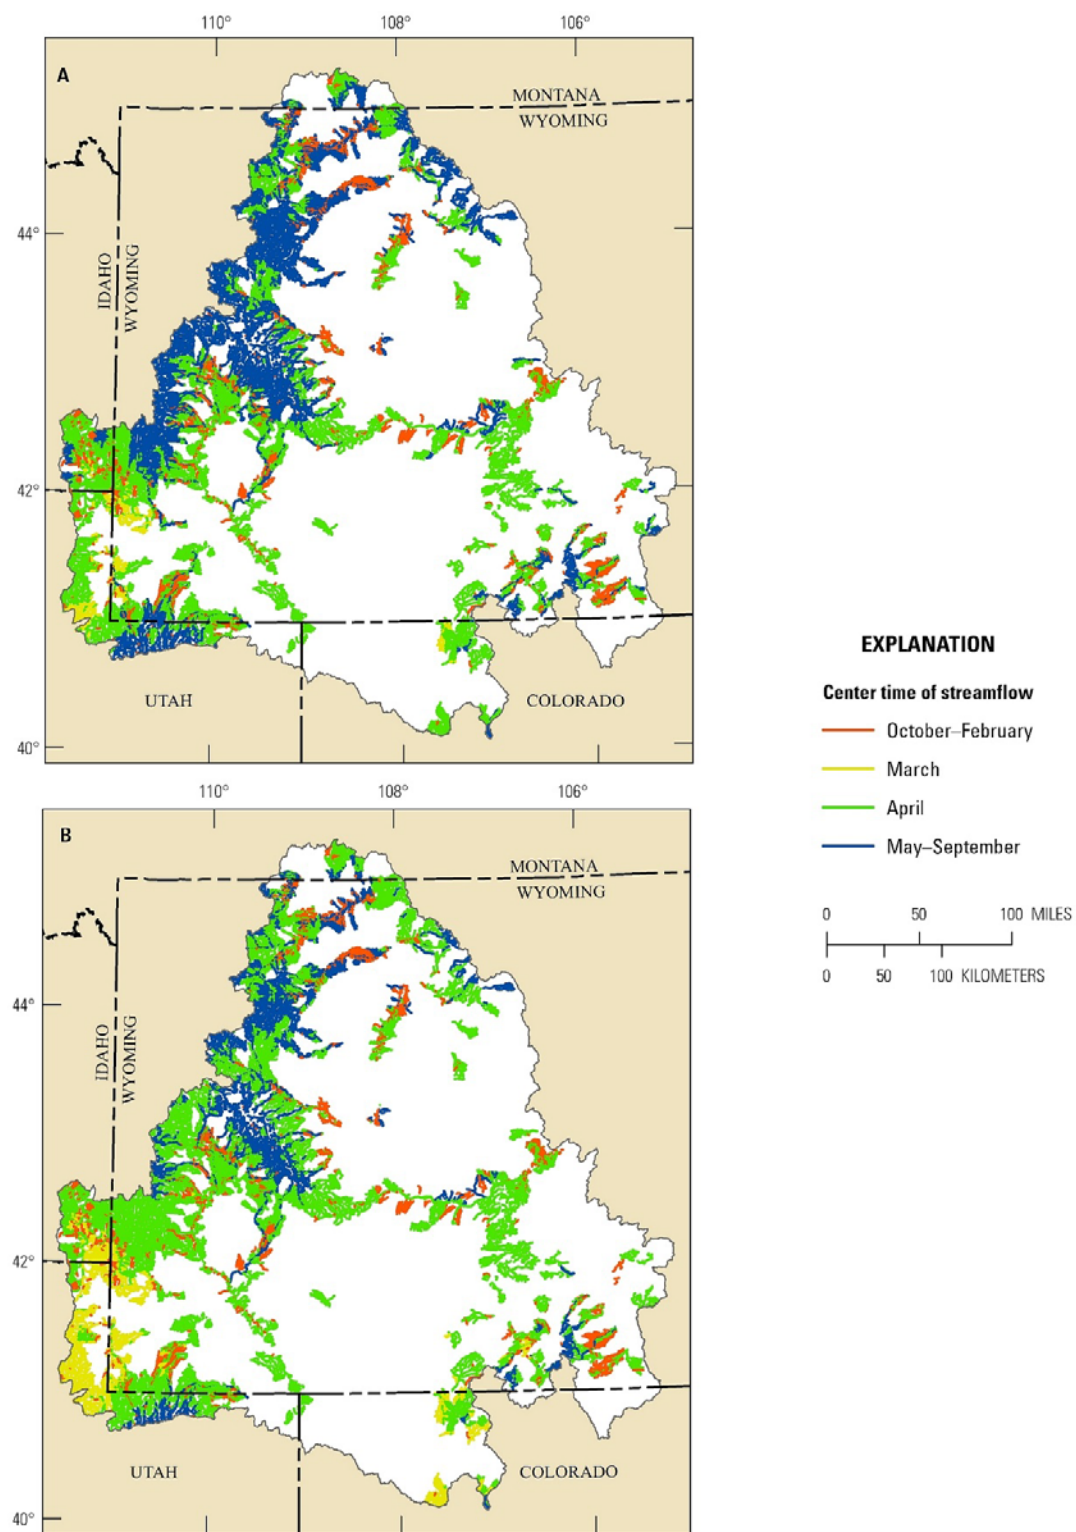 110°
108°
106°
A
MONTANA
WYOMING
44°
IDAHO
WYOMING
42°
UTAH
COLORADO
40°
110°
108°
106°
B
MONTANA
WYOMING
44°
IDAHO
WYOMING
42°
UTAH
COLORADO
40°
EXPLANATION
Center time of streamflow
October–February
March
April
May–September
0 50 100 MILES
0 50 100 KILOMETERS